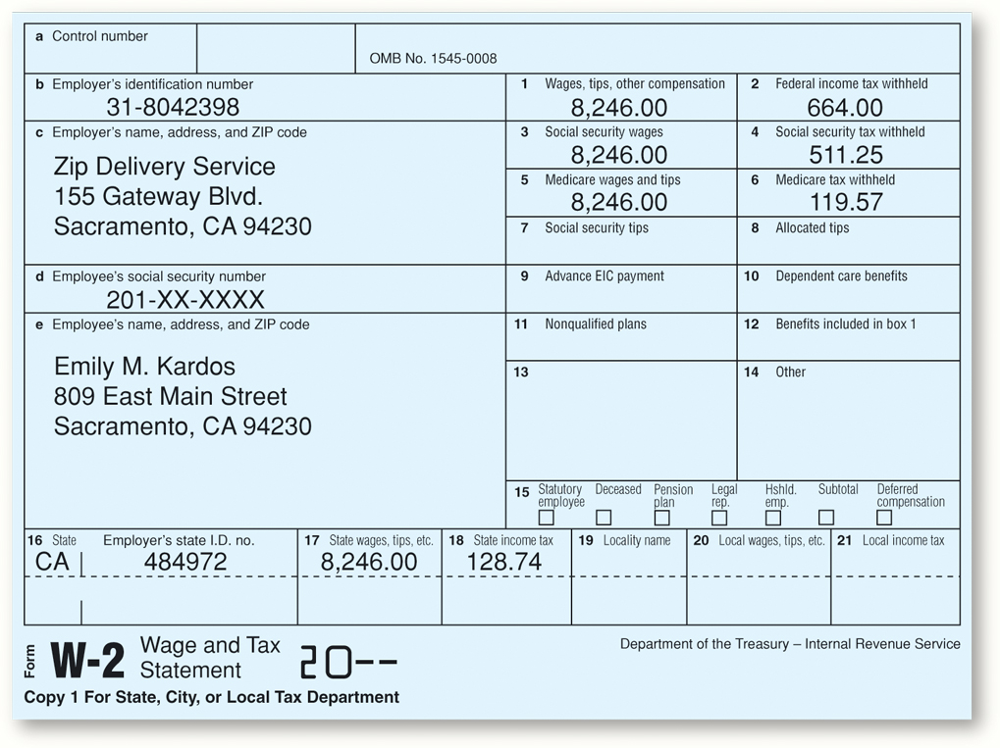 a Control number
OMB No. 1545-0008
b Employer's identification number
31-8042398
1 Wages, tips, other compensation
8,246.00
2 Federal income tax withheld
664.00
c Employer's name, address, and ZIP code
Zip Delivery Service
155 Gateway Blvd.
Sacramento, CA 94230
3 Social security wages
8,246.00
4 Social security tax withheld
511.25
5 Medicare wages and tips
8,246.00
6 Medicare tax withheld
119.57
7 Social security tips
8 Allocated tips
d Employee's social security number
201-XX-XXXX
9 Advance EIC payment
10 Dependent care benefits
e Employee's name, address, and ZIP code
Emily M. Kardos
809 East Main Street
Sacramento, CA 94230
11 Nonqualified plans
12 Benefits included in box 1
13
14 Other
15 Statutory employee
Deceased
Pension plan
Legal rep.
Hshld. emp.
Subtotal
Deferred compensation
16 State Employer's state I.D. no.
CA 484972
17 State wages, tips, etc.
8,246.00
18 State income tax
128.74
19 Locality name
20 Local wages, tips, etc.
21 Local income tax
Form W-2 Wage and Tax Statement 20--
Department of the Treasury – Internal Revenue Service
Copy 1 For State, City, or Local Tax Department